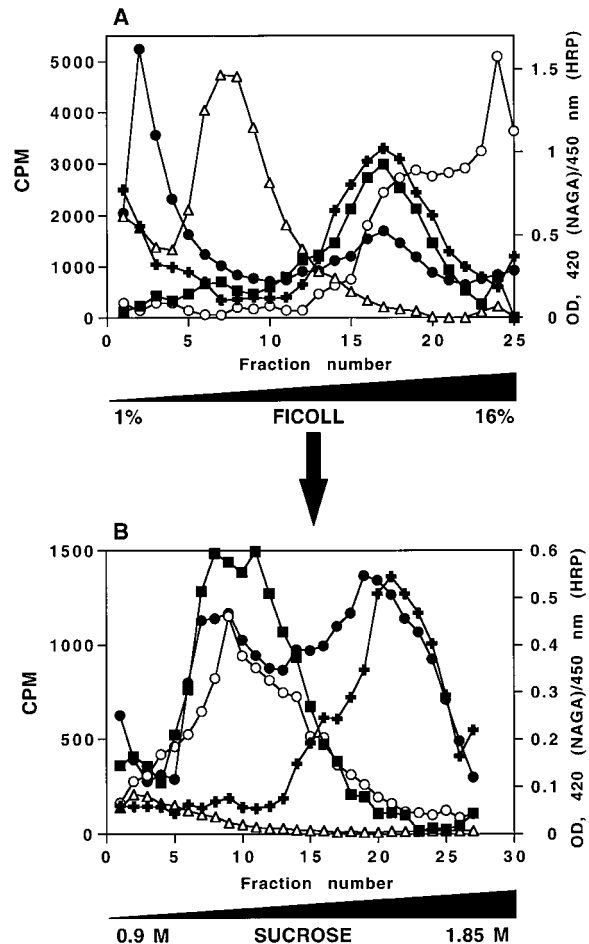 A
CPM
5000
4000
3000
2000
1000
0
1.5
1
0.5
0
OD, 420 (NAGA)/450 nm (HRP)
0 5 10 15 20 25
Fraction number
1% FICOLL 16%
B
CPM
1500
1000
500
0
0.6
0.5
0.4
0.3
0.2
0.1
0
OD, 420 (NAGA)/450 nm (HRP)
0 5 10 15 20 25 30
Fraction number
0.9 M SUCROSE 1.85 M